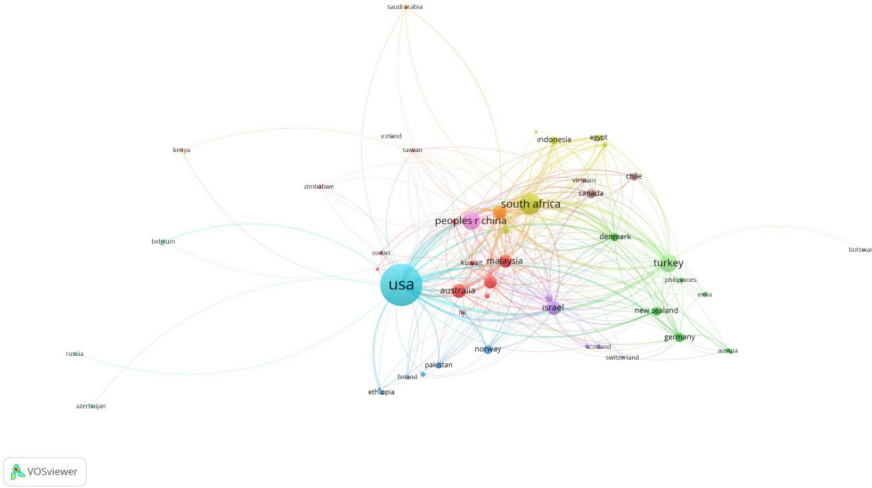 saudi arabia
iceland
indonesia
egypt
kenya
taiwan
vietnam
chile
zimbabwe
canada
south africa
peoples r china
belgium
denmark
botswan
sudan
kuwait
malaysia
turkey
philippines
usa
australia
india
israel
new zealand
fiji
germany
norway
scotland
austria
russia
switzerland
pakistan
finland
ethiopia
azerbaijan
VOSviewer